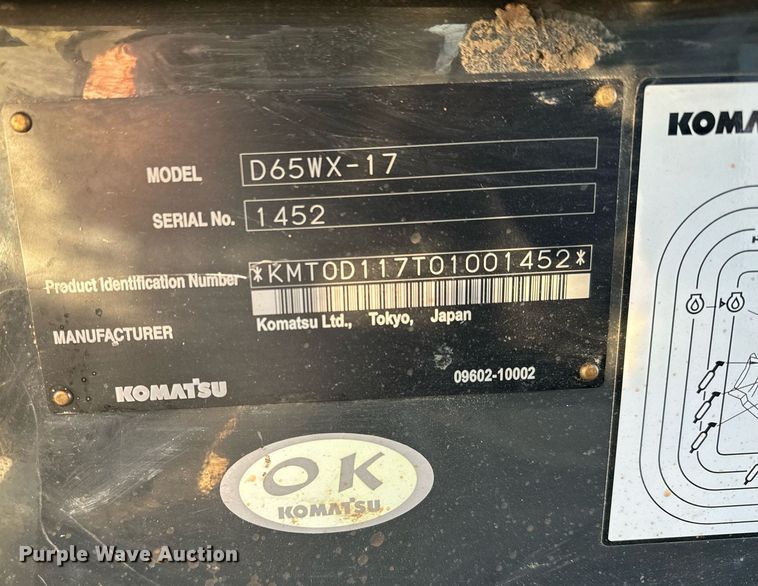 MODEL D65WX-17
SERIAL No. 1452
Product Identification Number *KMT0D117T01001452*
MANUFACTURER Komatsu Ltd., Tokyo, Japan
KOMATSU 09602-10002
OK
KOMATSU
KOMA
Purple Wave Auction